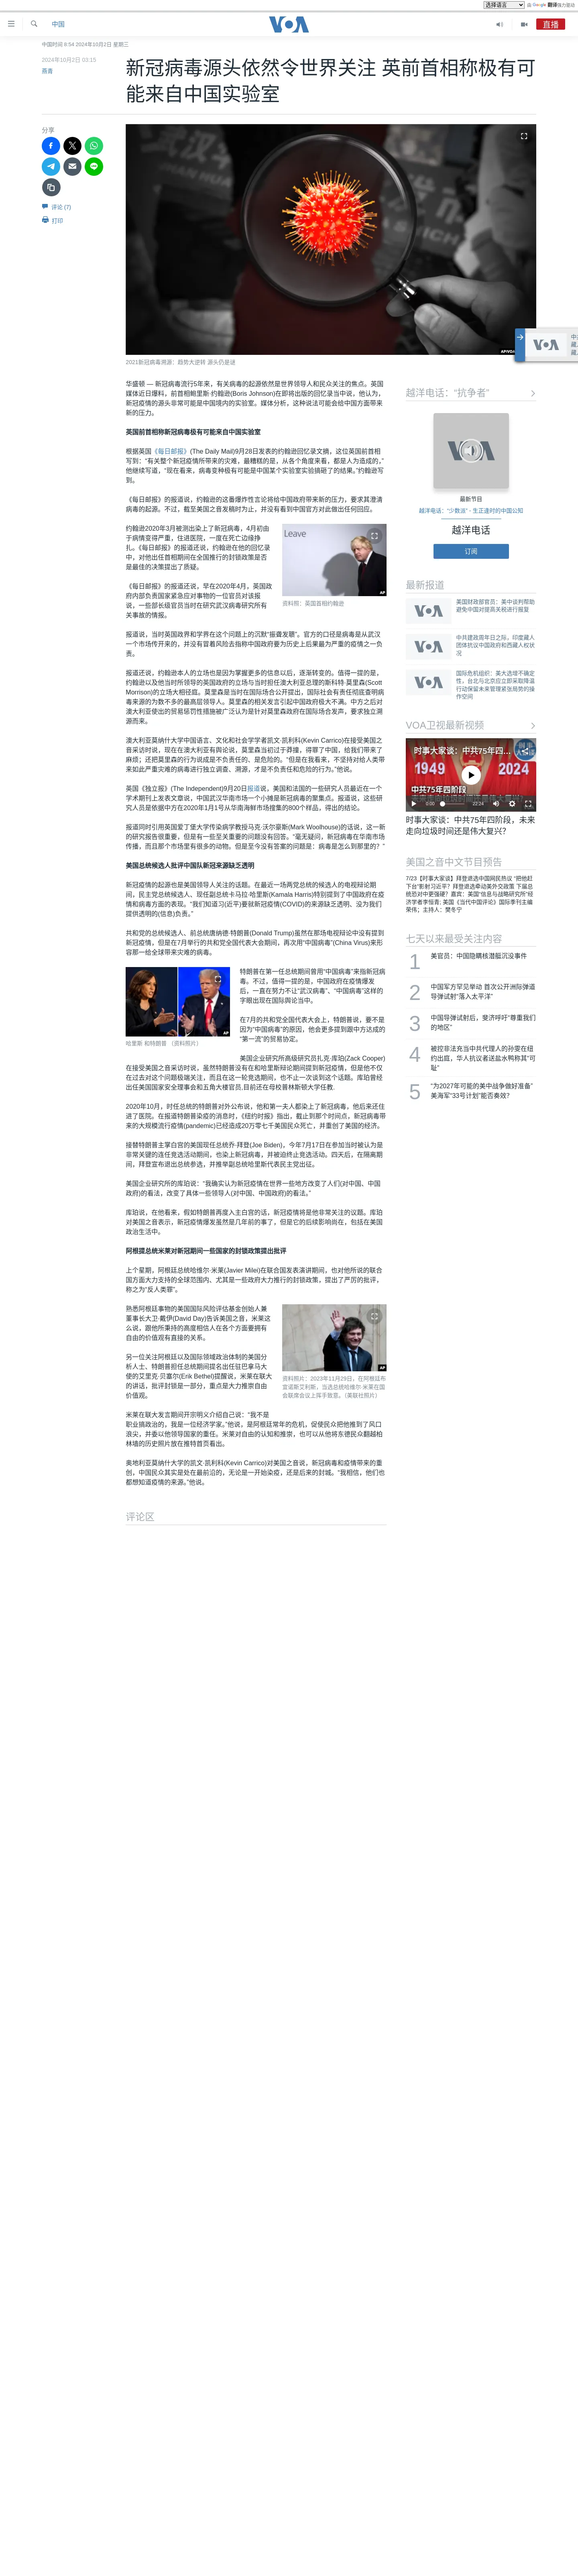 选择语言
由 Google 翻译强力驱动
中国
VOA
直播
中国时间 8:54 2024年10月2日 星期三
2024年10月2日 03:15
新冠病毒源头依然令世界关注 英前首相称极有可
能来自中国实验室
分享
评论 (7)
打印
2021新冠病毒溯源：趋势大逆转 源头仍是迷
华盛顿 — 新冠病毒流行5年来，有关病毒的起源依然是世界领导人和民众关注的焦点。英国
媒体近日爆料，前首相鲍里斯·约翰逊(Boris Johnson)在即将出版的回忆录当中说，他认为，
新冠疫情的源头非常可能是中国境内的实验室。媒体分析，这种说法可能会给中国方面带来
新的压力。
英国前首相称新冠病毒极有可能来自中国实验室
根据英国《每日邮报》(The Daily Mail)9月28日发表的约翰逊回忆录文摘，这位英国前首相
写到：“有关整个新冠疫情所带来的灾难，最糟糕的是，从各个角度来看，都是人为造成的。”
他继续写道，“现在看来，病毒变种极有可能是中国某个实验室实验搞砸了的结果。”约翰逊写
到。
《每日邮报》的报道说，约翰逊的这番爆炸性言论将给中国政府带来新的压力，要求其澄清
病毒的起源。不过，截至美国之音发稿时为止，并没有看到中国官方对此做出任何回应。
约翰逊2020年3月被测出染上了新冠病毒，4月初由
于病情变得严重，住进医院，一度在死亡边缘挣
扎。《每日邮报》的报道还说，约翰逊在他的回忆录
中，对他出任首相期间在全国推行的封锁政策是否
是最佳的决策提出了质疑。
资料照：英国首相约翰逊
《每日邮报》的报道还说，早在2020年4月，英国政
府内部负责国家紧急应对事物的一位官员对该报
说，一些部长级官员当时在研究武汉病毒研究所有
关事故的情报。
报道说，当时英国政界和学界在这个问题上的沉默“振聋发聩”。官方的口径是病毒是从武汉
一个市场传开来的，并没有冒着风险去指称中国政府要为历史上后果最为严重的疫情之一负
责。
报道还说，约翰逊本人的立场也是因为掌握更多的信息以后，逐渐转变的。值得一提的是，
约翰逊以及他当时所领导的英国政府的立场与当时担任澳大利亚总理的斯科特·莫里森(Scott
Morrison)的立场大相径庭。莫里森是当时在国际场合公开提出，国际社会有责任彻底查明病
毒来源的为数不多的最高层领导人。莫里森的相关发言引起中国政府极大不满。中方之后对
澳大利亚使出的贸易惩罚性措施被广泛认为是针对莫里森政府在国际场合发声，要求独立溯
源而来。
澳大利亚莫纳什大学中国语言、文化和社会学学者凯文·凯利科(Kevin Carrico)在接受美国之
音采访时说，现在在澳大利亚有舆论说，莫里森当初过于莽撞，得罪了中国，给我们带来了
麻烦；还把莫里森的行为说成是不负责任的、危险的行为。“但是在我看来，不坚持对给人类带
来如此严重灾难的病毒进行独立调查、溯源，才是不负责任和危险的行为。”他说。
英国《独立报》(The Independent)9月20日报道说，美国和法国的一些研究人员最近在一个
学术期刊上发表文章说，中国武汉华南市场一个小摊是新冠病毒的聚集点。报道说，这些研
究人员是依据中方在2020年1月1号从华南海鲜市场搜集的800个样品，得出的结论。
报道同时引用英国爱丁堡大学传染病学教授马克·沃尔豪斯(Mark Woolhouse)的话说，这一新
的研究报告很重要，但是有一些至关重要的问题没有回答。“毫无疑问，新冠病毒在华南市场
传播，而且那个市场里有很多的动物。但是至今没有答案的问题是：病毒是怎么到那里的？”
美国总统候选人批评中国队新冠来源缺乏透明
新冠疫情的起源也是美国领导人关注的话题。在最近一场两党总统的候选人的电视辩论期
间，民主党总统候选人、现任副总统卡马拉·哈里斯(Kamala Harris)特别提到了中国政府在疫
情和病毒方面的表现。“我们知道习(近平)要就新冠疫情(COVID)的来源缺乏透明、没为我们
提供透明的(信息)负责。”
共和党的总统候选人、前总统唐纳德·特朗普(Donald Trump)虽然在那场电视辩论中没有提到
新冠疫情，但是在7月举行的共和党全国代表大会期间，再次用“中国病毒”(China Virus)来形
容那一给全球带来灾难的病毒。
哈里斯 和特朗普 （资料照片）
特朗普在第一任总统期间曾用“中国病毒”来指新冠病
毒。不过，值得一提的是，中国政府在疫情爆发
后，一直在努力不让“武汉病毒”、“中国病毒”这样的
字眼出现在国际舆论当中。
在7月的共和党全国代表大会上，特朗普说，要不是
因为“中国病毒”的原因，他会更多提到跟中方达成的
“第一流”的贸易协定。
美国企业研究所高级研究员扎克·库珀(Zack Cooper)
在接受美国之音采访时说，虽然特朗普没有在和哈里斯辩论期间提到新冠疫情，但是他不仅
在过去对这个问题极端关注，而且在这一轮竞选期间，也不止一次谈到这个话题。库珀曾经
出任美国国家安全理事会和五角大楼官员,目前还在母校普林斯顿大学任教。
2020年10月，时任总统的特朗普对外公布说，他和第一夫人都染上了新冠病毒，他后来还住
进了医院。在报道特朗普染疫的消息时，《纽约时报》指出，截止到那个时间点，新冠病毒带
来的大规模流行疫情(pandemic)已经造成20万零七千美国民众死亡，并重创了美国的经济。
接替特朗普主掌白宫的美国现任总统乔·拜登(Joe Biden)，今年7月17日在参加当时被认为是
非常关键的连任竞选活动期间，也染上新冠病毒，并被迫终止竞选活动。四天后，在隔离期
间，拜登宣布退出总统参选，并推举副总统哈里斯代表民主党出征。
美国企业研究所的库珀说：“我确实认为新冠疫情在世界一些地方改变了人们(对中国、中国
政府)的看法，改变了具体一些领导人(对中国、中国政府)的看法。”
库珀说，在他看来，假如特朗普再度入主白宫的话，新冠疫情将是他非常关注的议题。库珀
对美国之音表示，新冠疫情爆发虽然是几年前的事了，但是它的后续影响尚在，包括在美国
政治生活中。
阿根提总统米莱对新冠期间一些国家的封锁政策提出批评
上个星期，阿根廷总统哈维尔·米莱(Javier Milei)在联合国发表演讲期间，也对他所说的联合
国方面大力支持的全球范围内、尤其是一些政府大力推行的封锁政策，提出了严厉的批评，
称之为“反人类罪”。
熟悉阿根廷事物的美国国际风险评估基金创始人兼
董事长大卫·戴伊(David Day)告诉美国之音，米莱这
么说，跟他所秉持的高度相信人在各个方面要拥有
自由的价值观有直接的关系。
资料照片：2023年11月29日，在阿根廷布
宜诺斯艾利斯，当选总统哈维尔·米莱在国
会联席会议上挥手致意。（美联社照片）
另一位关注阿根廷以及国际领域政治体制的美国分
析人士、特朗普担任总统期间提名出任驻巴拿马大
使的艾里克·贝塞尔(Erik Bethel)提醒说，米莱在联大
的讲话，批评封锁是一部分，重点是大力推崇自由
价值观。
米莱在联大发言期间开宗明义介绍自己说：“我不是
职业搞政治的，我是一位经济学家。”他说，是阿根廷常年的危机，促使民众把他推到了风口
浪尖，并委以他领导国家的重任。米莱对自由的认知和推崇，也可以从他将东德民众翻越柏
林墙的历史照片放在推特首页看出。
奥地利亚莫纳什大学的凯文·凯利科(Kevin Carrico)对美国之音说，新冠病毒和疫情带来的重
创，中国民众其实是处在最前沿的，无论是一开始染疫，还是后来的封城。“我相信，他们也
都想知道疫情的来源。”他说。
评论区
越洋电话：“抗争者”
最新节目
越洋电话：“少数派” - 生正逢时的中国公知
越洋电话
订阅
最新报道
美国财政部官员：美中谈判帮助
避免中国对提高关税进行报复
中共建政周年日之际，印度藏人
团体抗议中国政府和西藏人权状
况
国际危机组织：美大选增不确定
性，台北与北京应立即采取降温
行动保留未来管理紧张局势的操
作空间
VOA卫视最新视频
时事大家谈：中共75年四...
1949
2024
中共75年四阶段
0:00
22:24
时事大家谈：中共75年四阶段，未来
走向垃圾时间还是伟大复兴？
美国之音中文节目预告
7/23【时事大家谈】拜登退选中国网民热议 “把他赶
下台”影射习近平？拜登退选牵动美外交政策 下届总
统恐对中更强硬？嘉宾：美国“信息与战略研究所”经
济学者李恒青; 美国《当代中国评论》国际季刊主编
荣伟；主持人：樊冬宁
七天以来最受关注内容
1
美官员：中国隐瞒核潜艇沉没事件
2
中国军方罕见举动 首次公开洲际弹道
导弹试射“落入太平洋”
3
中国导弹试射后，斐济呼吁“尊重我们
的地区”
4
被控非法充当中共代理人的孙雯在纽
约出庭，华人抗议者送盐水鸭称其“可
耻”
5
“为2027年可能的美中战争做好准备”
美海军“33号计划”能否奏效？